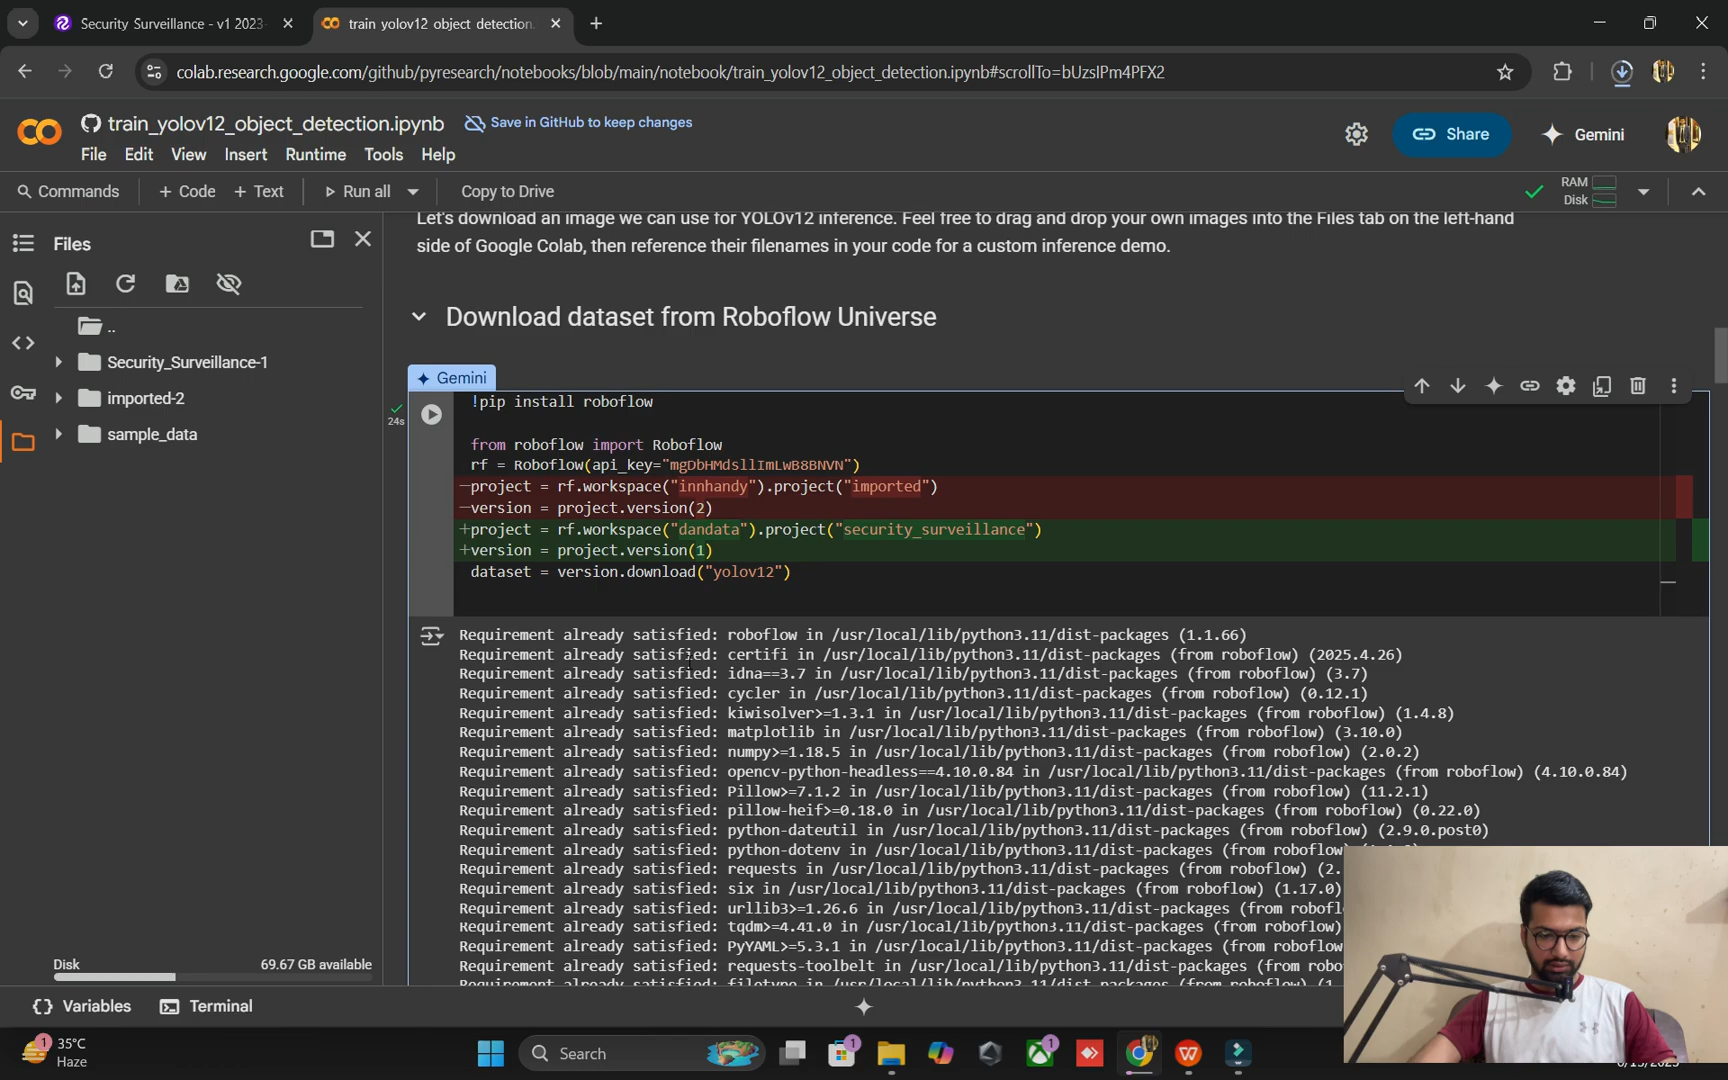 Security Surveillance - v1 2023-
train yolov12 object detection.
colab.research.google.com/github/pyresearch/notebooks/blob/main/notebook/train_yolov12_object_detection.ipynb#scrollTo=bUzsIPm4PFX2
train_yolov12_object_detection.ipynb
Save in GitHub to keep changes
File Edit View Insert Runtime Tools Help
Share
Gemini
Commands
+ Code + Text
Run all
Copy to Drive
RAM
Disk
Files
..
Security_Surveillance-1
imported-2
sample_data
Disk
69.67 GB available
Let's download an image we can use for YOLOv12 inference. Feel free to drag and drop your own images into the Files tab on the left-hand
side of Google Colab, then reference their filenames in your code for a custom inference demo.
Download dataset from Roboflow Universe
Gemini
24s
!pip install roboflow
from roboflow import Roboflow
rf = Roboflow(api_key="mgDbHMdsllImLWB8BNVN")
—project = rf.workspace("innhandy").project("imported")
—version = project.version(2)
+project = rf.workspace("dandata").project("security_surveillance")
+version = project.version(1)
dataset = version.download("yolov12")
Requirement already satisfied: roboflow in /usr/local/lib/python3.11/dist-packages (1.1.66)
Requirement already satisfied: certifi in /usr/local/lib/python3.11/dist-packages (from roboflow) (2025.4.26)
Requirement already satisfied: idna==3.7 in /usr/local/lib/python3.11/dist-packages (from roboflow) (3.7)
Requirement already satisfied: cycler in /usr/local/lib/python3.11/dist-packages (from roboflow) (0.12.1)
Requirement already satisfied: kiwisolver>=1.3.1 in /usr/local/lib/python3.11/dist-packages (from roboflow) (1.4.8)
Requirement already satisfied: matplotlib in /usr/local/lib/python3.11/dist-packages (from roboflow) (3.10.0)
Requirement already satisfied: numpy>=1.18.5 in /usr/local/lib/python3.11/dist-packages (from roboflow) (2.0.2)
Requirement already satisfied: opencv-python-headless==4.10.0.84 in /usr/local/lib/python3.11/dist-packages (from roboflow) (4.10.0.84)
Requirement already satisfied: Pillow>=7.1.2 in /usr/local/lib/python3.11/dist-packages (from roboflow) (11.2.1)
Requirement already satisfied: pillow-heif>=0.18.0 in /usr/local/lib/python3.11/dist-packages (from roboflow) (0.22.0)
Requirement already satisfied: python-dateutil in /usr/local/lib/python3.11/dist-packages (from roboflow) (2.9.0.post0)
Requirement already satisfied: python-dotenv in /usr/local/lib/python3.11/dist-packages (from roboflow)
Requirement already satisfied: requests in /usr/local/lib/python3.11/dist-packages (from roboflow) (2.
Requirement already satisfied: six in /usr/local/lib/python3.11/dist-packages (from roboflow) (1.17.0)
Requirement already satisfied: urllib3>=1.26.6 in /usr/local/lib/python3.11/dist-packages (from robofl
Requirement already satisfied: tqdm>=4.41.0 in /usr/local/lib/python3.11/dist-packages (from roboflow)
Requirement already satisfied: PyYAML>=5.3.1 in /usr/local/lib/python3.11/dist-packages (from roboflow
Requirement already satisfied: requests-toolbelt in /usr/local/lib/python3.11/dist-packages (from robo
Requirement already satisfied: filetype in /usr/local/lib/python3.11/dist-packages (from roboflow) (1
Variables
Terminal
1
35°C
Haze
Search
1
1